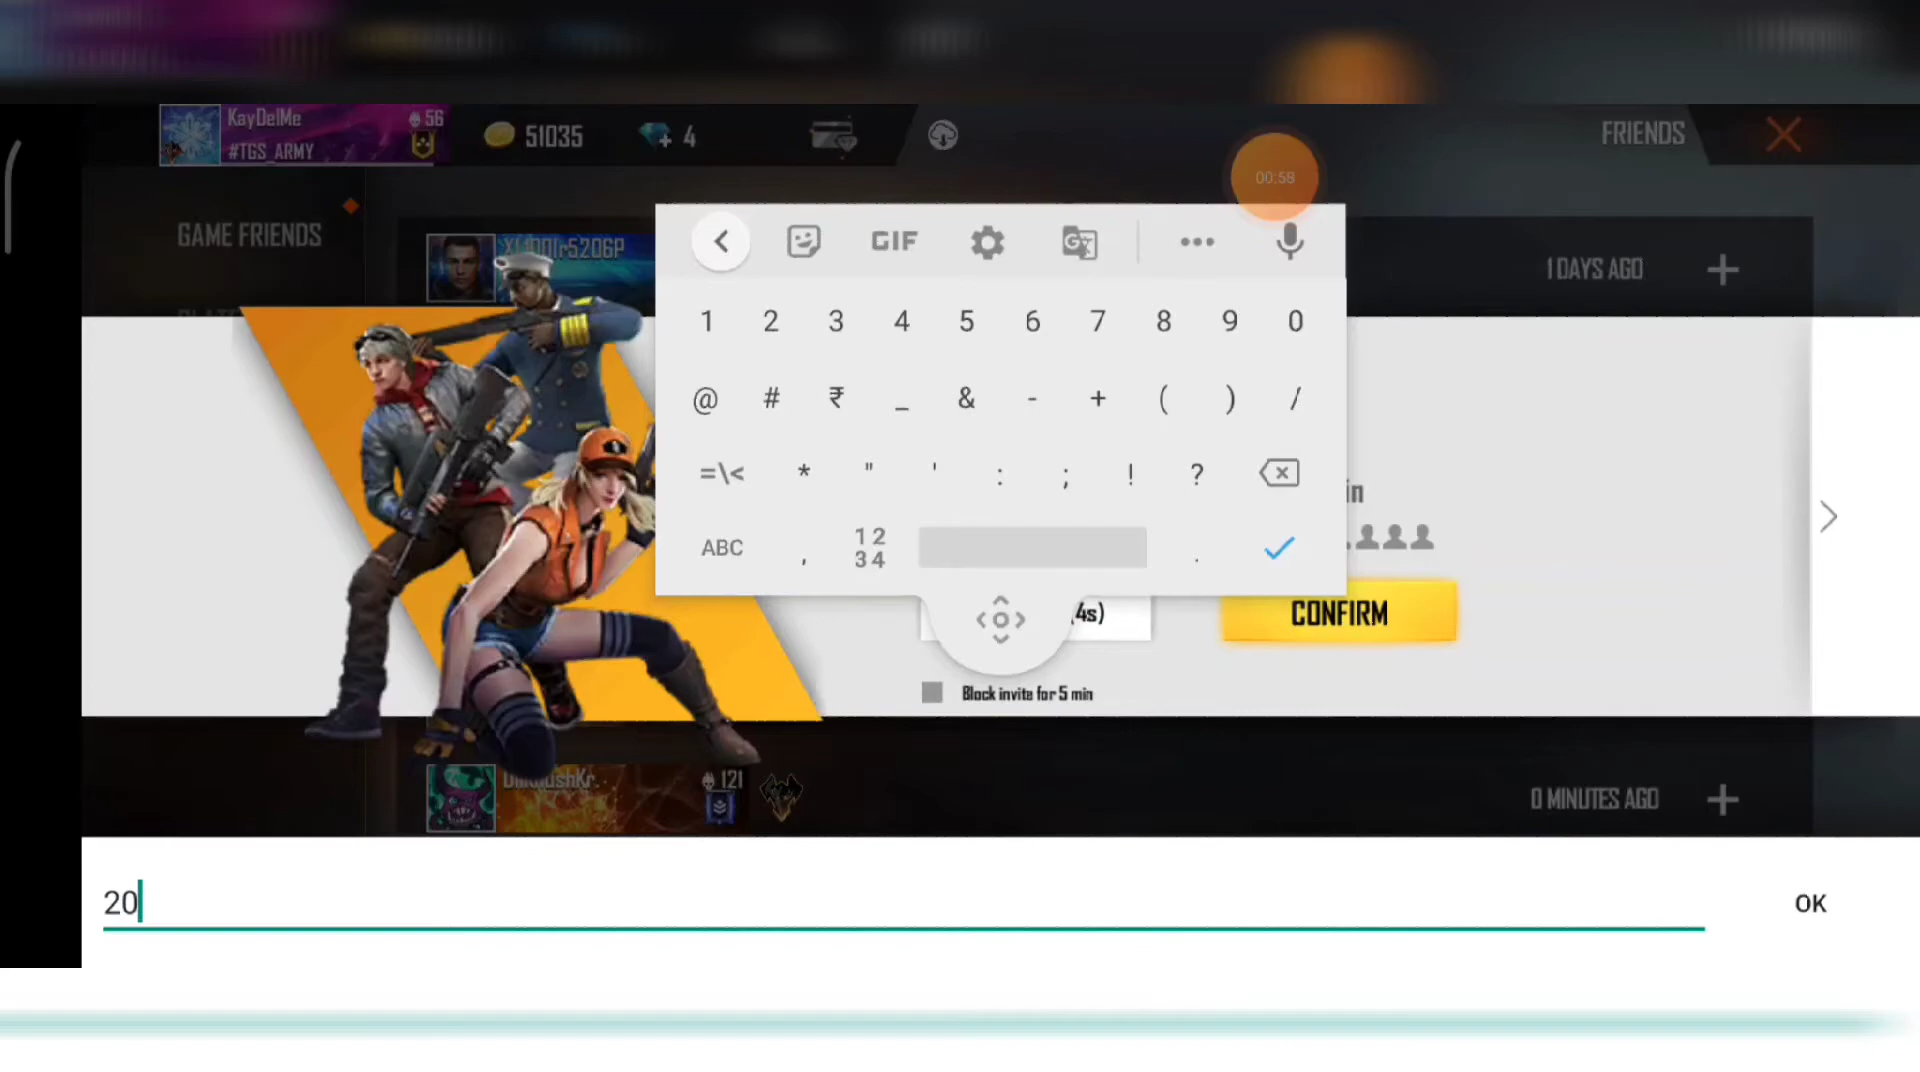 KayDelMe
56
#TGS_ARMY
51035
4
FRIENDS
00:58
GAME FRIENDS
1 DAYS AGO
GIF
1 2 3 4 5 6 7 8 9 0
@ # ₹ _ & - + ( ) /
=\< * " ' : ; ! ?
in
ABC , 12 34 .
(4s)
CONFIRM
Block invite for 5 min
121
0 MINUTES AGO
20
OK